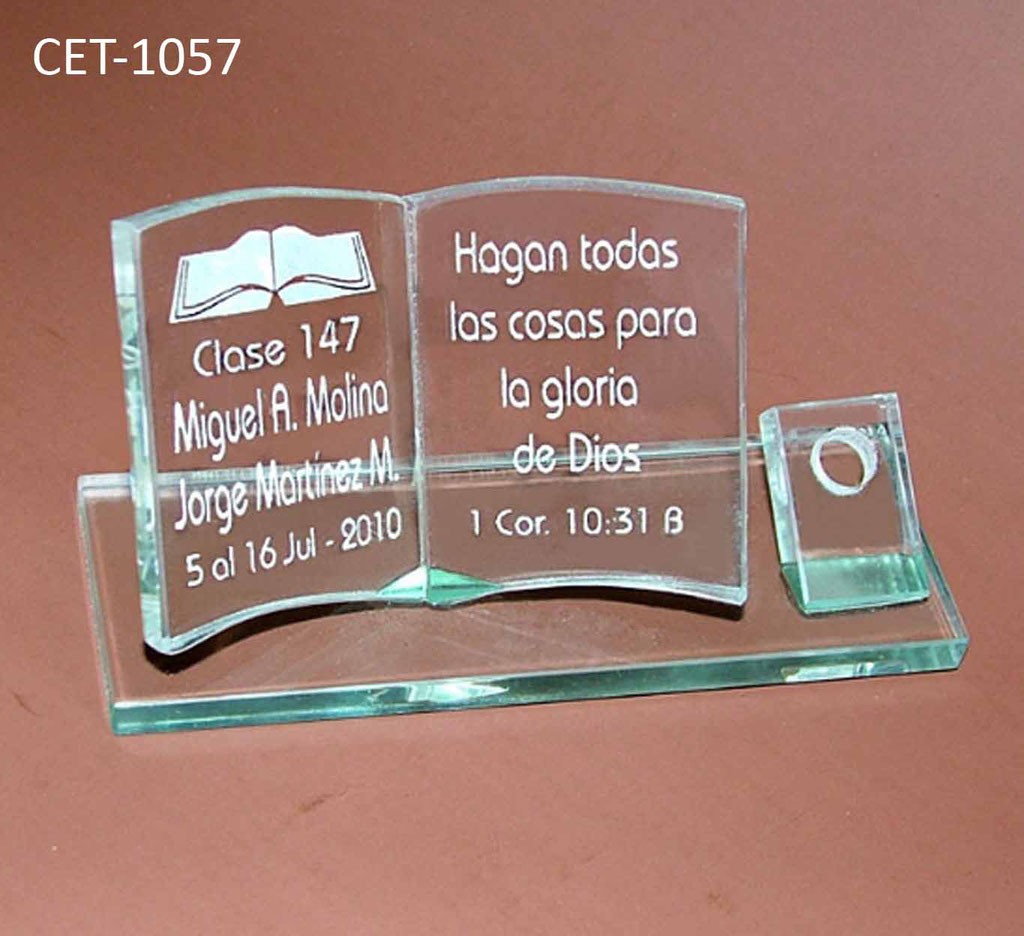 CET-1057
Clase 147
Miguel A. Molina
Jorge Martínez M.
5 al 16 Jul - 2010
Hagan todas
las cosas para
la gloria
de Dios
1 Cor. 10:31 B